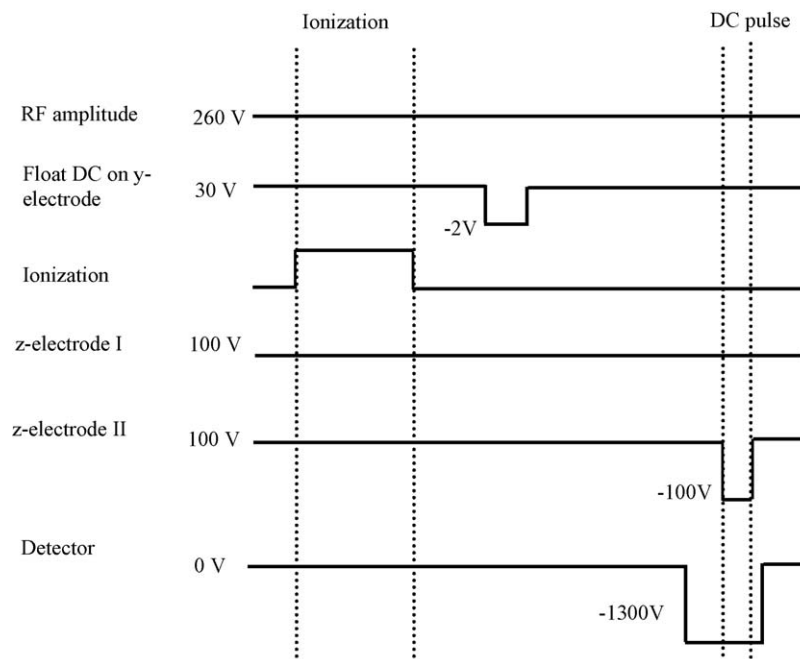 Ionization
DC pulse
RF amplitude
260 V
Float DC on y-
electrode
30 V
-2V
Ionization
z-electrode I
100 V
z-electrode II
100 V
-100V
Detector
0 V
-1300V